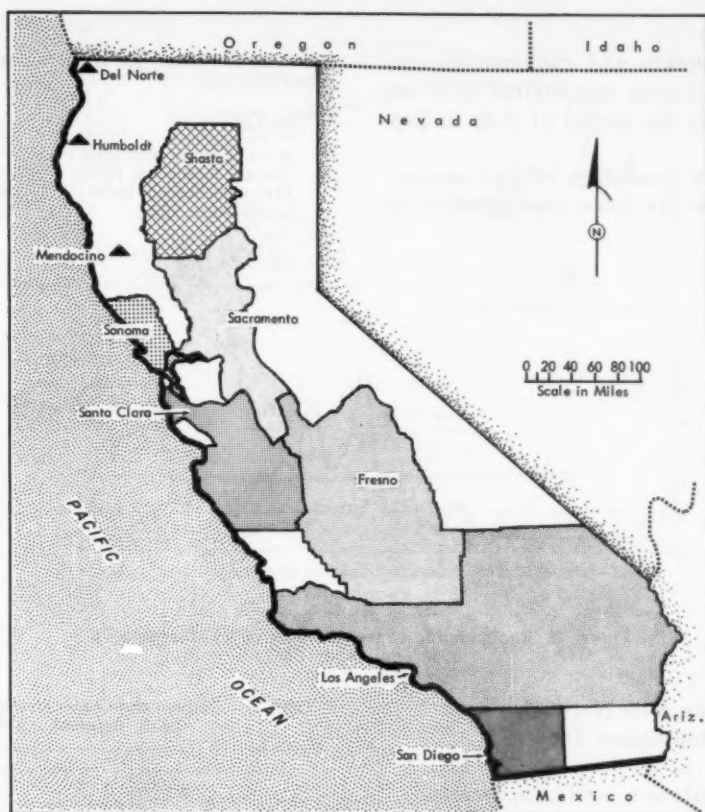 Oregon
Idaho
Del Norte
Nevada
Humboldt
Shasta
N
Mendocino
Sacramento
Sonoma
0 20 40 60 80 100
Scale in Miles
Santa Clara
Fresno
PACIFIC
OCEAN
Los Angeles
Ariz.
San Diego
Mexico